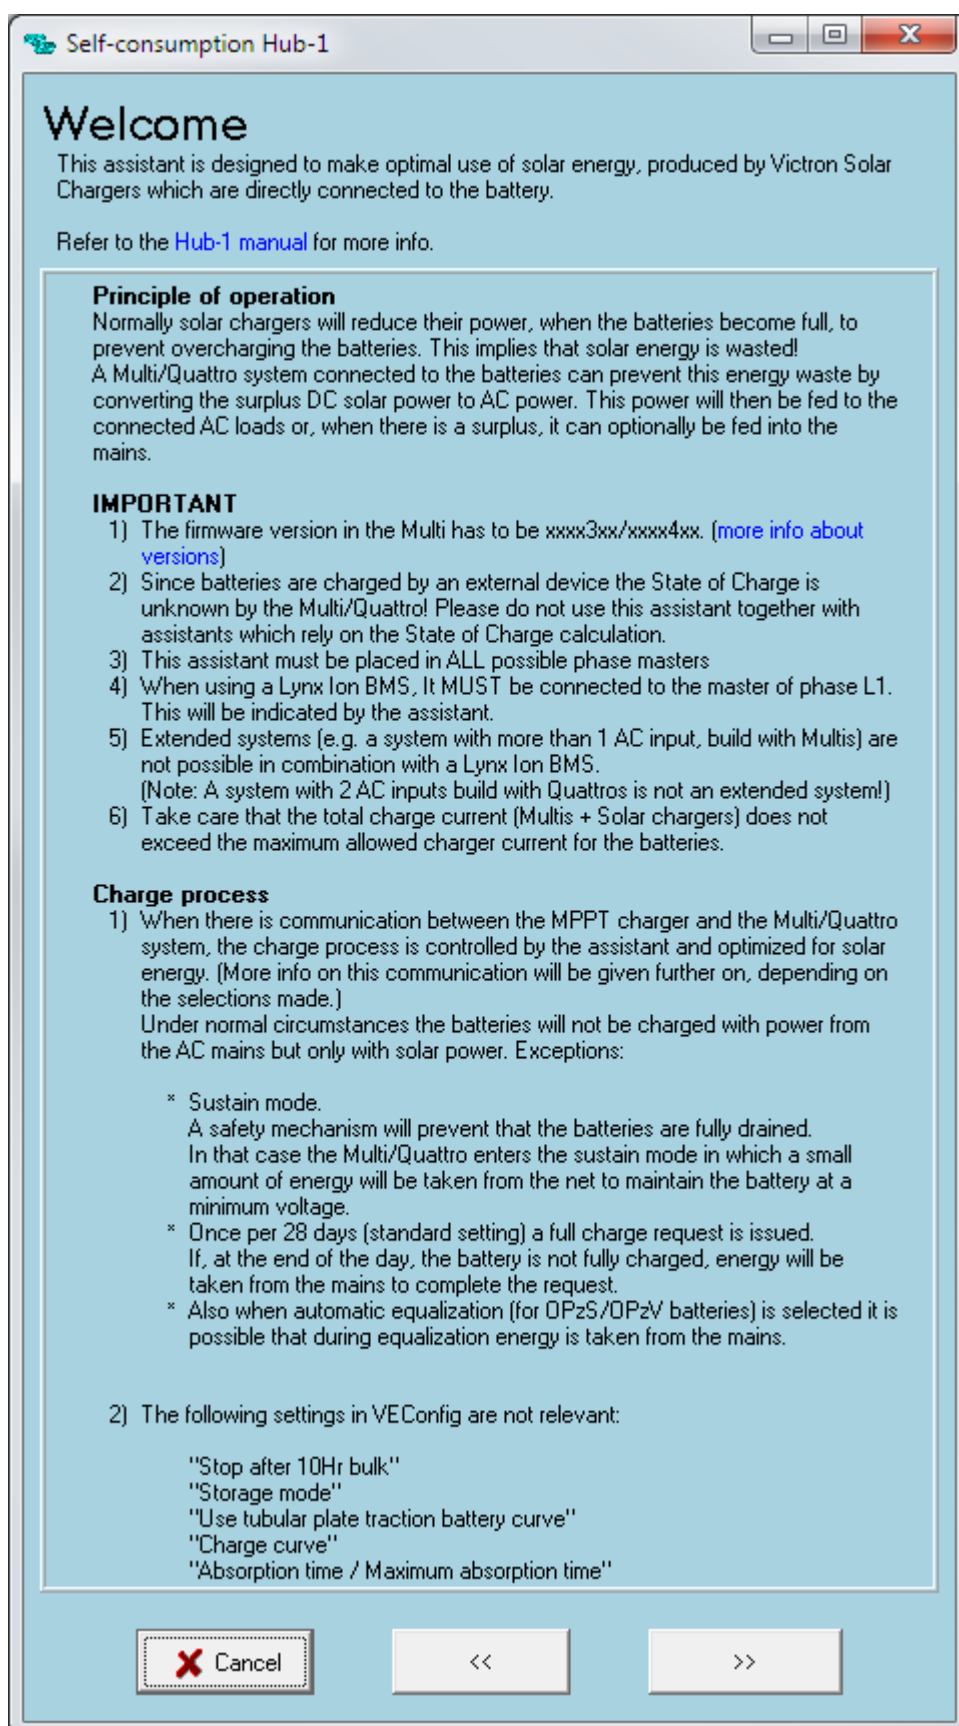 Self-consumption Hub-1
Welcome
This assistant is designed to make optimal use of solar energy, produced by Victron Solar
Chargers which are directly connected to the battery.
Refer to the Hub-1 manual for more info.
Principle of operation
Normally solar chargers will reduce their power, when the batteries become full, to
prevent overcharging the batteries. This implies that solar energy is wasted!
A Multi/Quattro system connected to the batteries can prevent this energy waste by
converting the surplus DC solar power to AC power. This power will then be fed to the
connected AC loads or, when there is a surplus, it can optionally be fed into the
mains.
IMPORTANT
1) The firmware version in the Multi has to be xxxx3xx/xxxx4xx. (more info about
versions)
2) Since batteries are charged by an external device the State of Charge is
unknown by the Multi/Quattro! Please do not use this assistant together with
assistants which rely on the State of Charge calculation.
3) This assistant must be placed in ALL possible phase masters
4) When using a Lynx Ion BMS, It MUST be connected to the master of phase L1.
This will be indicated by the assistant.
5) Extended systems (e.g. a system with more than 1 AC input, build with Multis) are
not possible in combination with a Lynx Ion BMS.
(Note: A system with 2 AC inputs build with Quattros is not an extended system!)
6) Take care that the total charge current (Multis + Solar chargers) does not
exceed the maximum allowed charger current for the batteries.
Charge process
1) When there is communication between the MPPT charger and the Multi/Quattro
system, the charge process is controlled by the assistant and optimized for solar
energy. (More info on this communication will be given further on, depending on
the selections made.)
Under normal circumstances the batteries will not be charged with power from
the AC mains but only with solar power. Exceptions:
* Sustain mode.
A safety mechanism will prevent that the batteries are fully drained.
In that case the Multi/Quattro enters the sustain mode in which a small
amount of energy will be taken from the net to maintain the battery at a
minimum voltage.
* Once per 28 days (standard setting) a full charge request is issued.
If, at the end of the day, the battery is not fully charged, energy will be
taken from the mains to complete the request.
* Also when automatic equalization (for OPzS/OPzV batteries) is selected it is
possible that during equalization energy is taken from the mains.
2) The following settings in VEConfig are not relevant:
"Stop after 10Hr bulk"
"Storage mode"
"Use tubular plate traction battery curve"
"Charge curve"
"Absorption time / Maximum absorption time"
Cancel
<<
>>